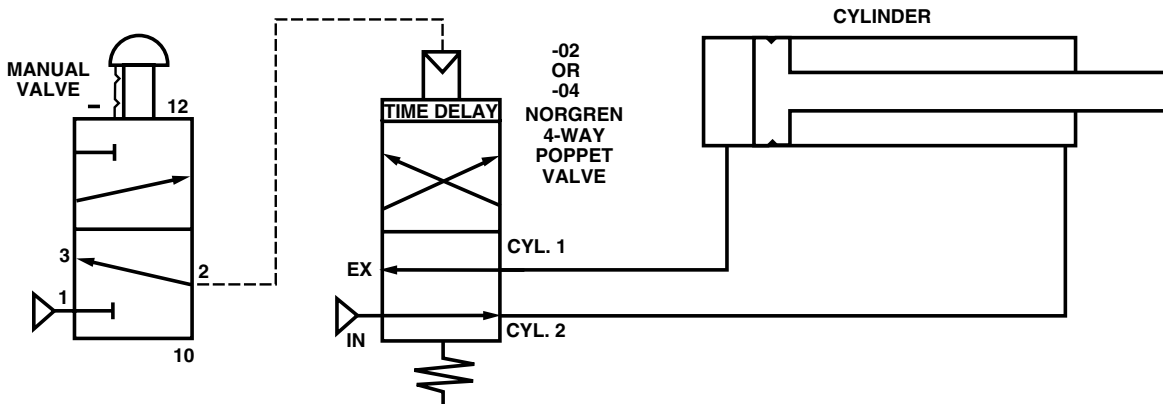 CYLINDER
MANUAL
VALVE
12
3
2
1
10
TIME DELAY
-02
OR
-04
NORGREN
4-WAY
POPPET
VALVE
CYL. 1
EX
IN
CYL. 2